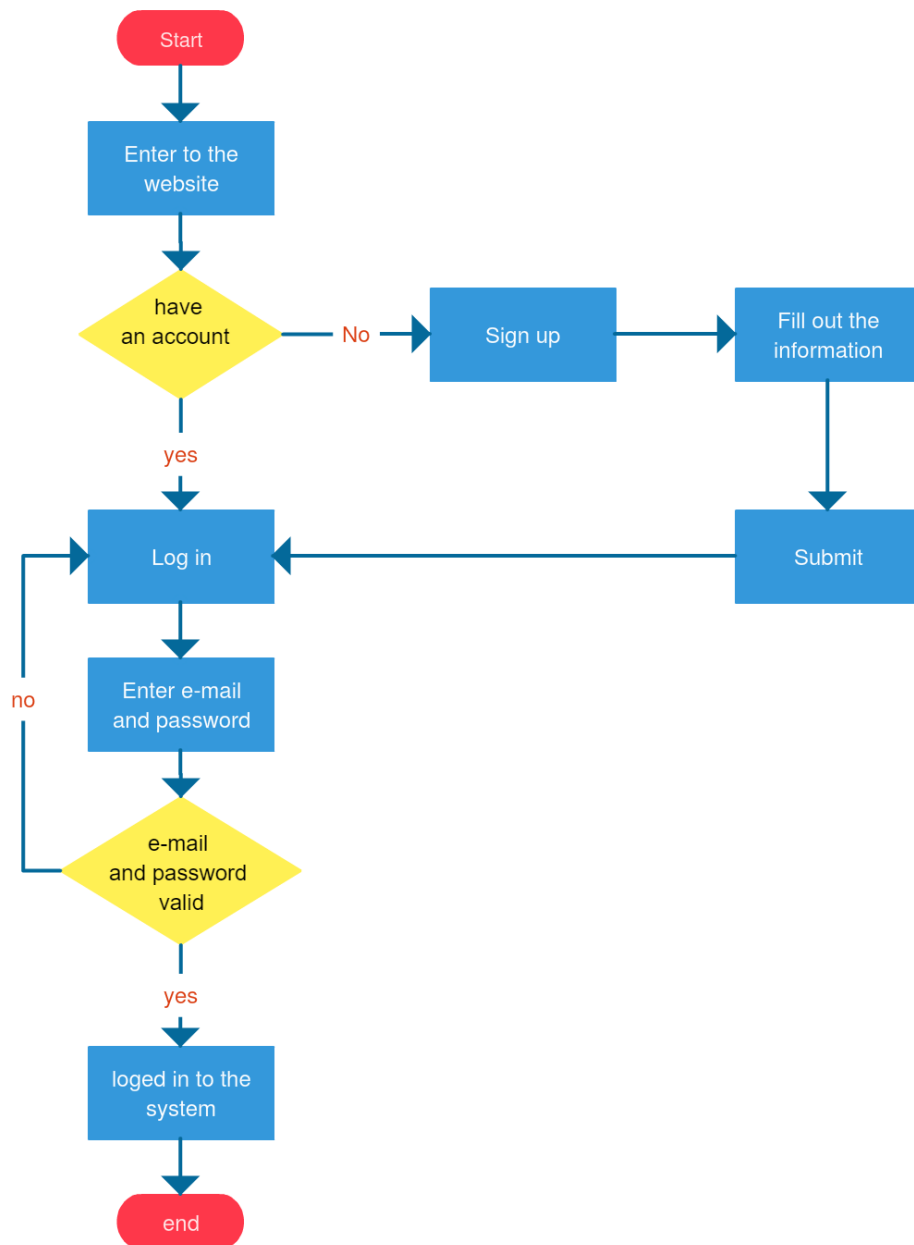 Start
Enter to the
website
have
an account
No
Sign up
Fill out the
information
yes
Log in
Submit
no
Enter e-mail
and password
e-mail
and password
valid
yes
loged in to the
system
end